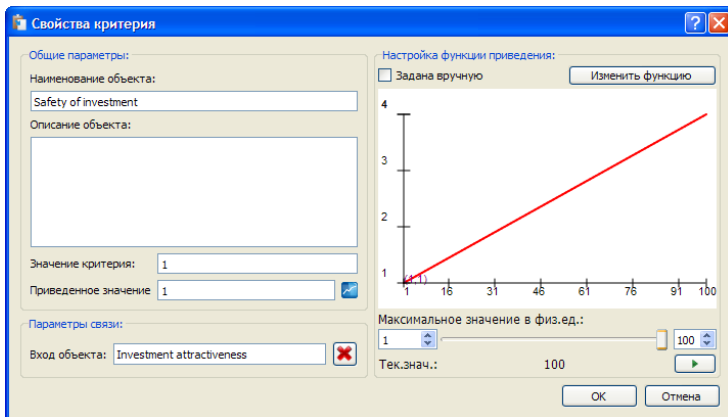 Свойства критерия
Общие параметры:
Наименование объекта:
Safety of investment
Описание объекта:
Значение критерия: 1
Приведенное значение 1
Параметры связи:
Вход объекта: Investment attractiveness
Настройка функции приведения:
Задана вручную Изменить функцию
4
3
2
1
(1,1)
1 16 31 46 61 76 91 100
Максимальное значение в физ.ед.:
1 100
Тек.знач.: 100
OK Отмена